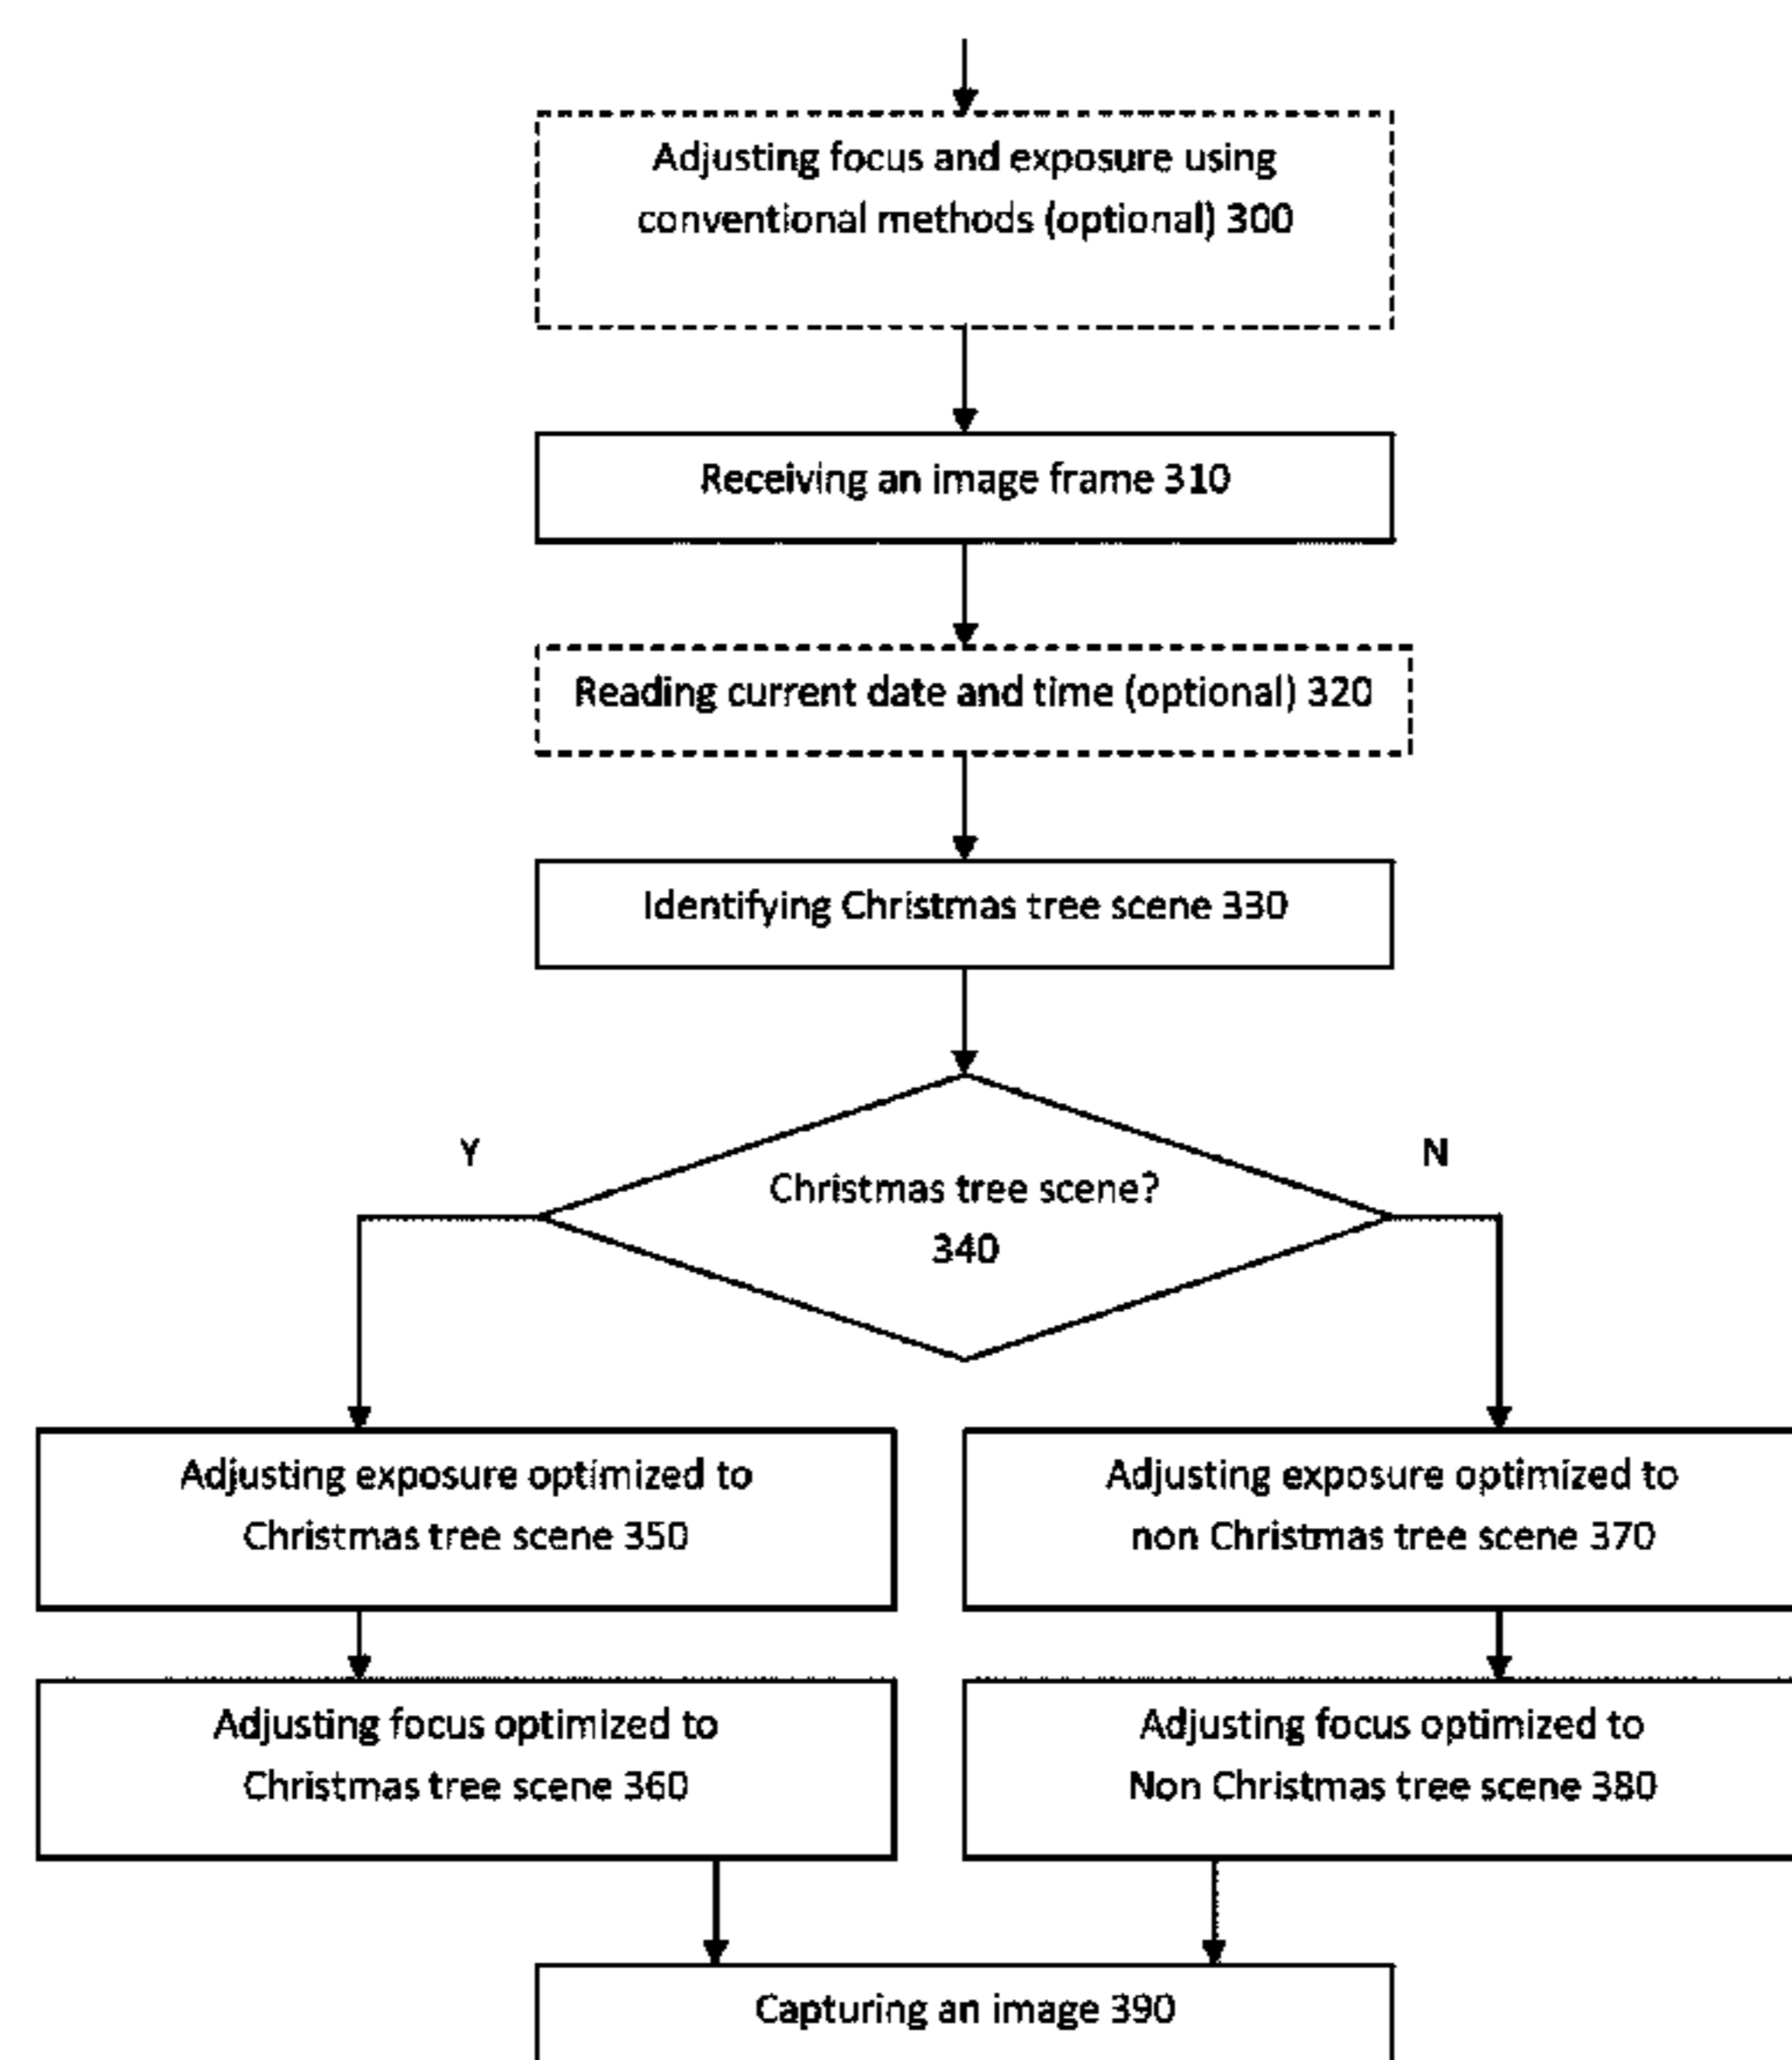 Adjusting focus and exposure using
conventional methods (optional) 300
Receiving an image frame 310
Reading current date and time (optional) 320
Identifying Christmas tree scene 330
Y
N
Christmas tree scene?
340
Adjusting exposure optimized to
Christmas tree scene 350
Adjusting exposure optimized to
non Christmas tree scene 370
Adjusting focus optimized to
Christmas tree scene 360
Adjusting focus optimized to
Non Christmas tree scene 380
Capturing an image 390